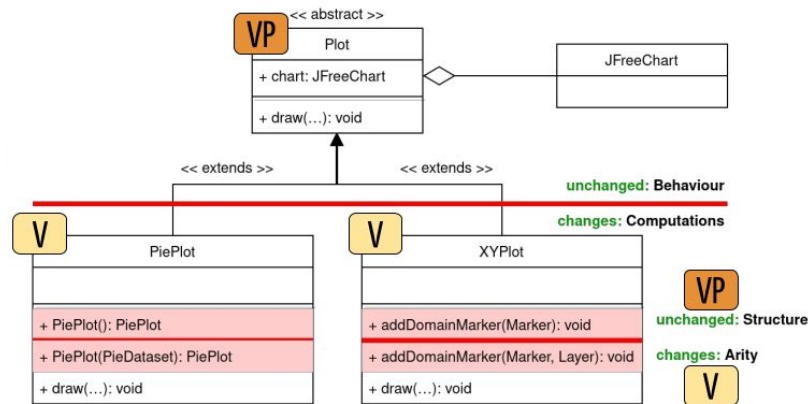 << abstract >>
VP
Plot
+ chart: JFreeChart
+ draw(...): void
JFreeChart
<< extends >>
<< extends >>
unchanged: Behaviour
changes: Computations
V
PiePlot
+ PiePlot(): PiePlot
+ PiePlot(PieDataset): PiePlot
+ draw(...): void
V
XYPlot
+ addDomainMarker(Marker): void
+ addDomainMarker(Marker, Layer): void
+ draw(...): void
VP
unchanged: Structure
changes: Arity
V